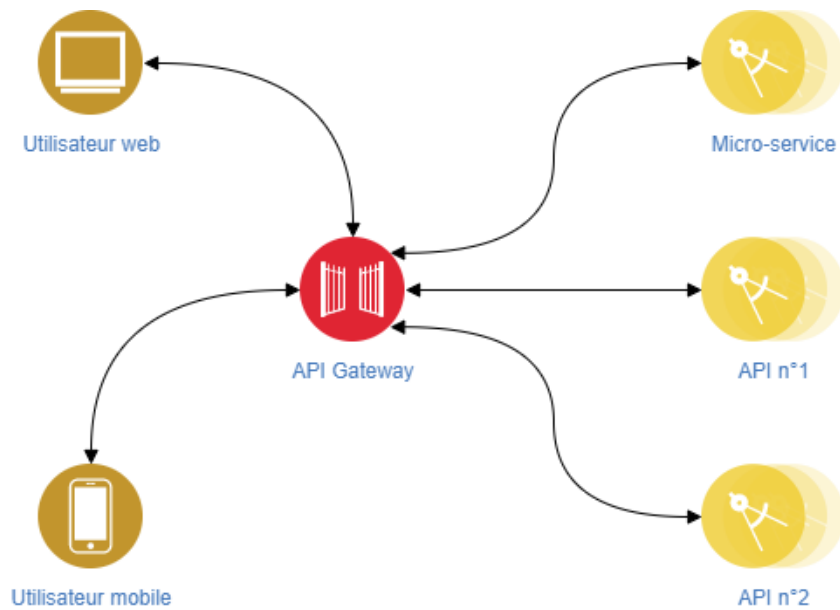 Utilisateur web
Micro-service
API Gateway
API n°1
Utilisateur mobile
API n°2